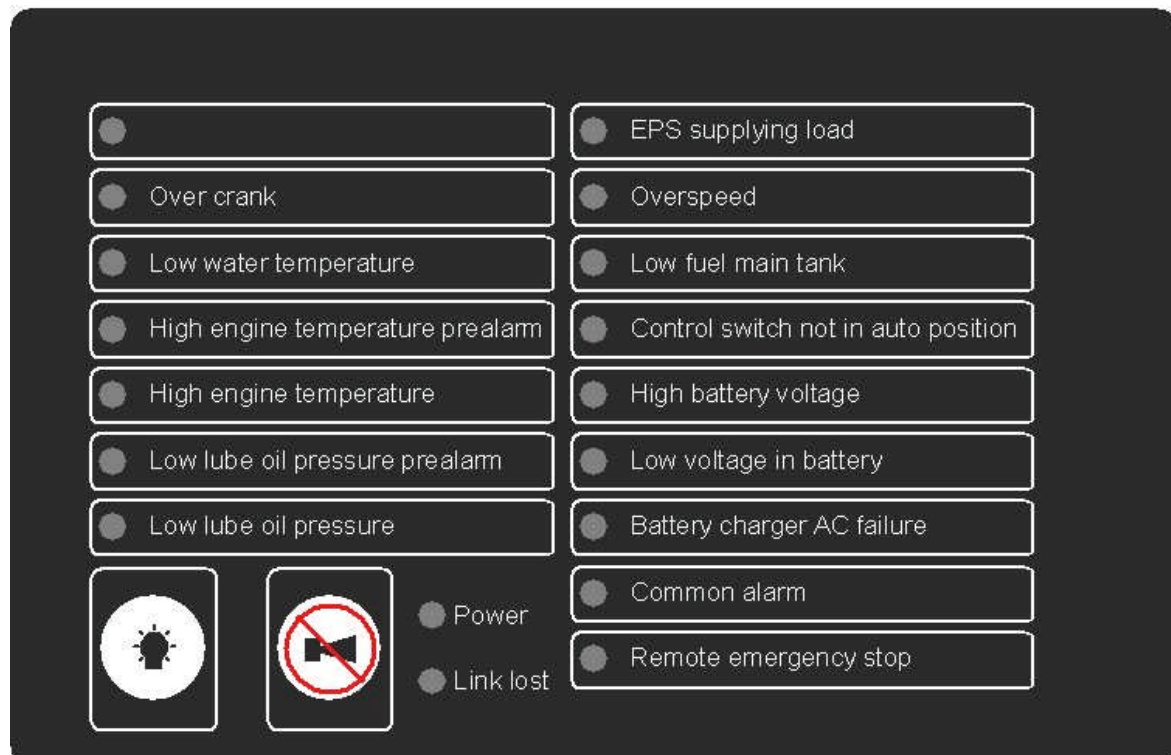 Over crank
Low water temperature
High engine temperature prealarm
High engine temperature
Low lube oil pressure prealarm
Low lube oil pressure
EPS supplying load
Overspeed
Low fuel main tank
Control switch not in auto position
High battery voltage
Low voltage in battery
Battery charger AC failure
Common alarm
Remote emergency stop
Power
Link lost